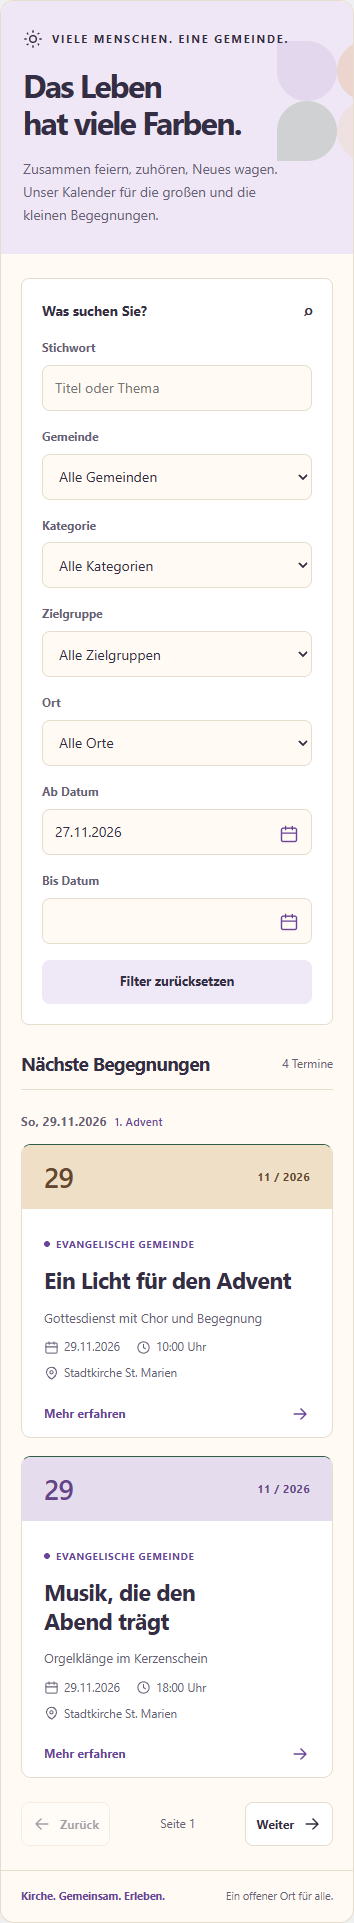 VIELE MENSCHEN. EINE GEMEINDE.
Das Leben
hat viele Farben.
Zusammen feiern, zuhören, Neues wagen.
Unser Kalender für die großen und die
kleinen Begegnungen.
Was suchen Sie?
Stichwort
Titel oder Thema
Gemeinde
Alle Gemeinden
Kategorie
Alle Kategorien
Zielgruppe
Alle Zielgruppen
Ort
Alle Orte
Ab Datum
27.11.2026
Bis Datum
Filter zurücksetzen
Nächste Begegnungen 4 Termine
So, 29.11.2026 1. Advent
29 11 / 2026
EVANGELISCHE GEMEINDE
Ein Licht für den Advent
Gottesdienst mit Chor und Begegnung
29.11.2026 10:00 Uhr
Stadtkirche St. Marien
Mehr erfahren
29 11 / 2026
EVANGELISCHE GEMEINDE
Musik, die den
Abend trägt
Orgelklänge im Kerzenschein
29.11.2026 18:00 Uhr
Stadtkirche St. Marien
Mehr erfahren
Zurück Seite 1 Weiter
Kirche. Gemeinsam. Erleben. Ein offener Ort für alle.